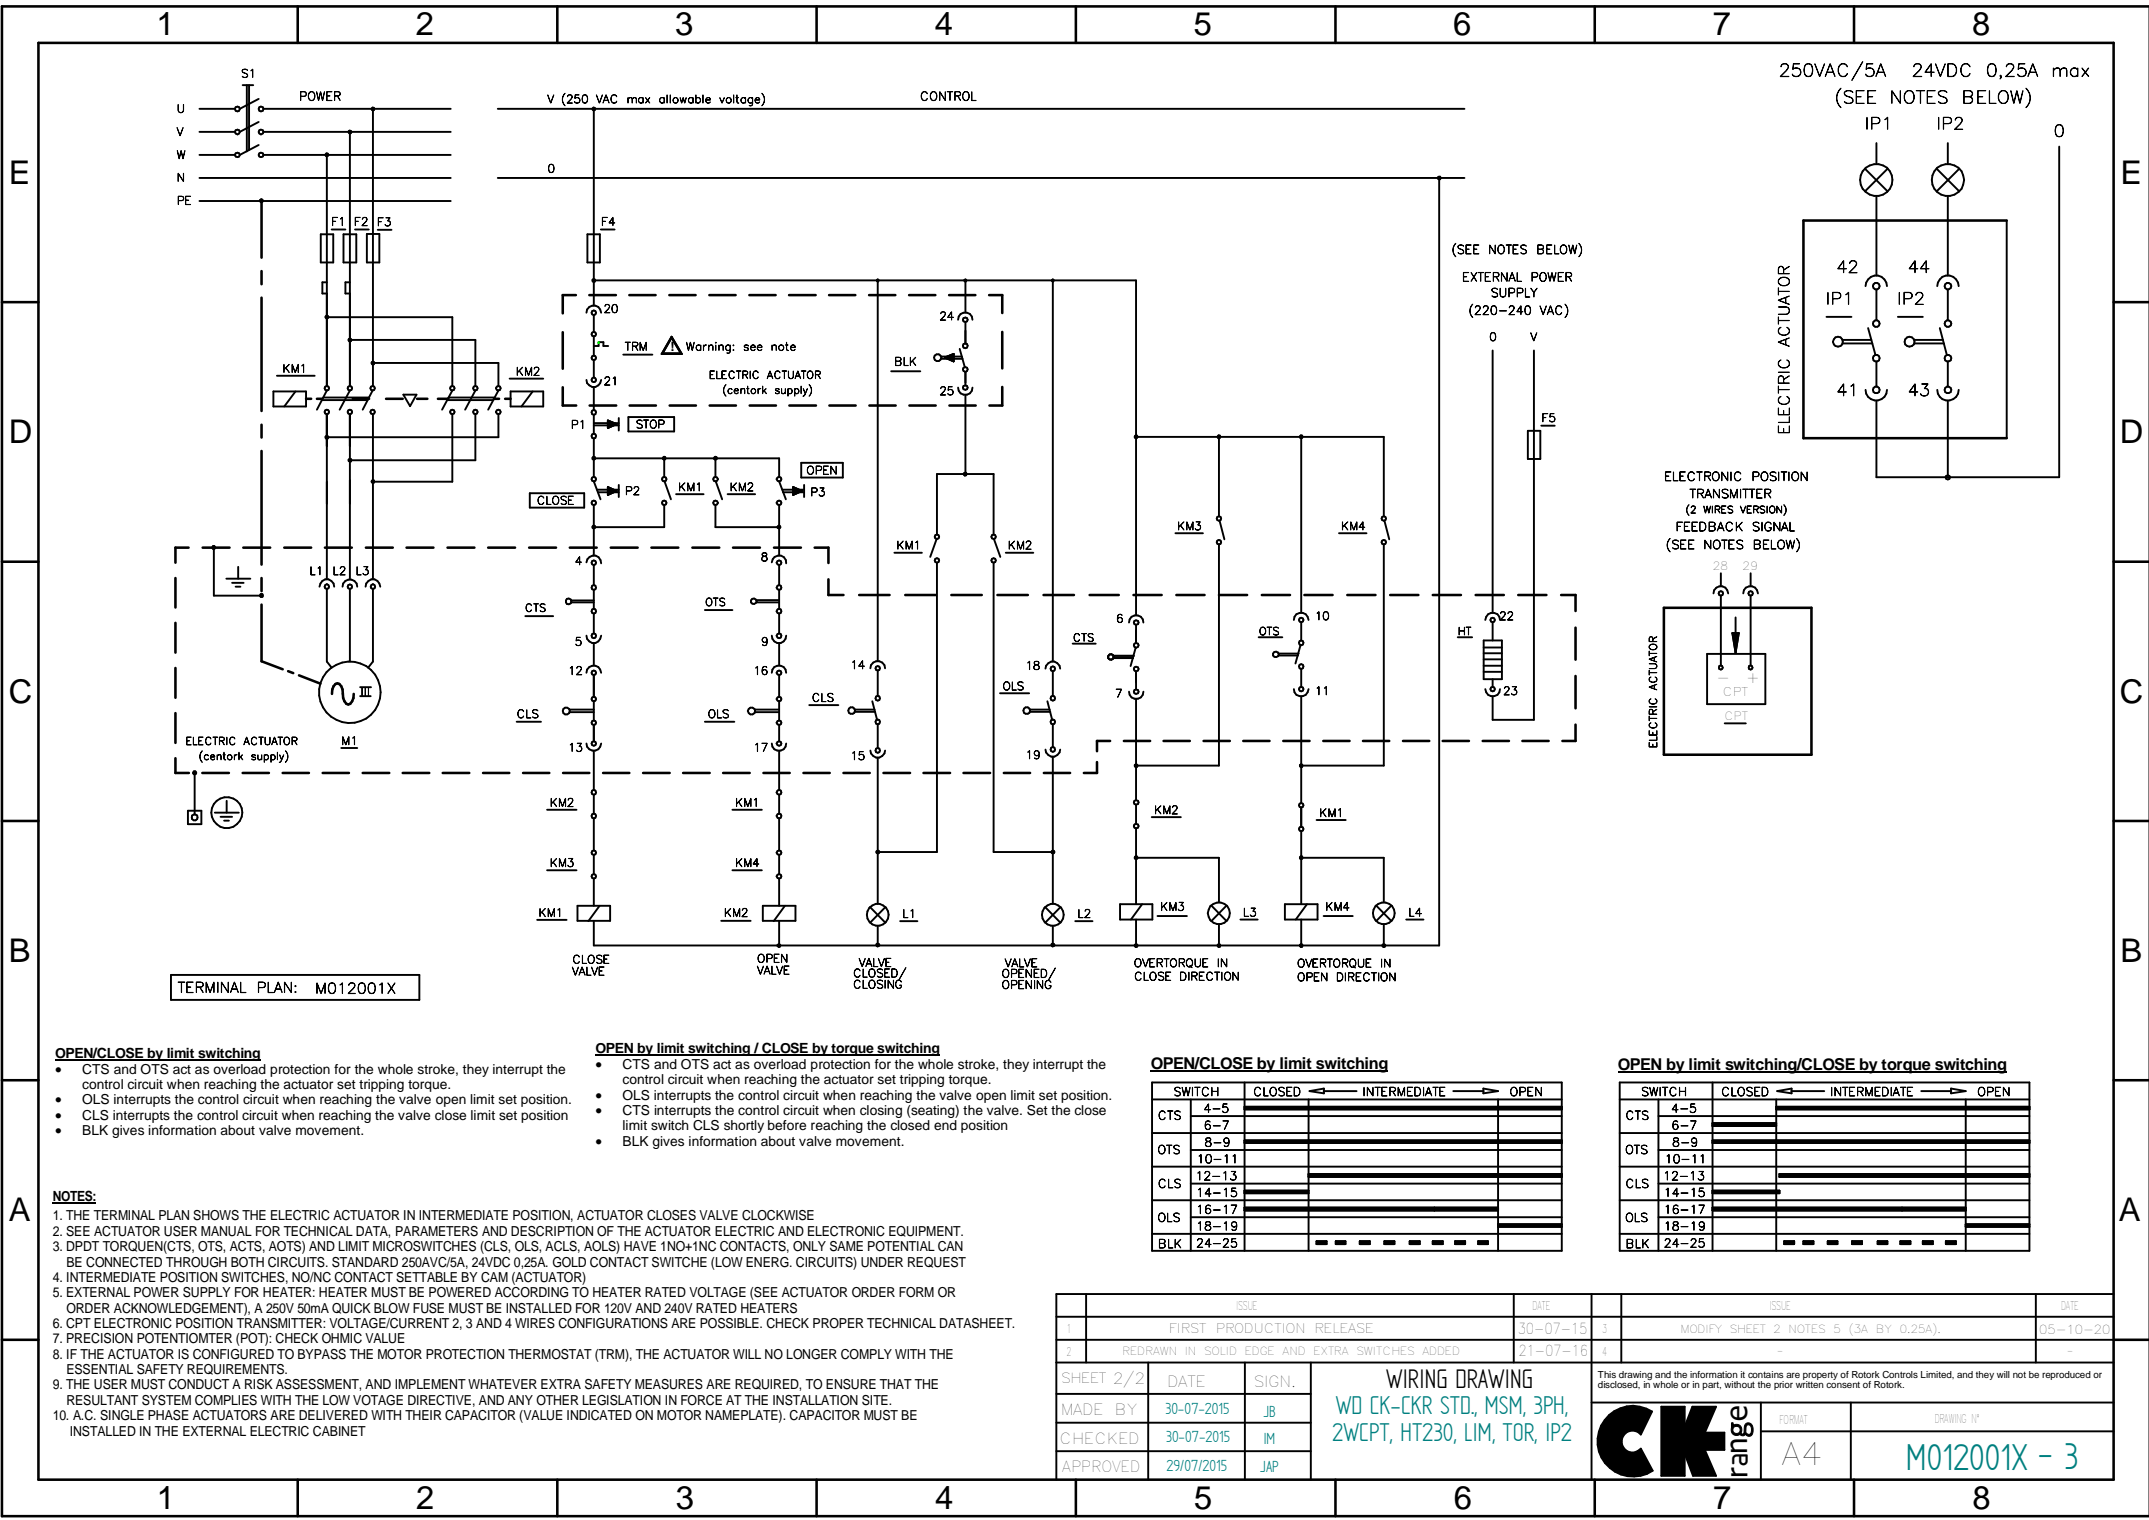 1 2 3 4 5 6 7 8
E
D
C
B
A
S1
POWER
U
V
W
N
PE
F1 F2 F3
KM1
KM2
L1 L2 L3
ELECTRIC ACTUATOR
(centork supply)
M1
III
TERMINAL PLAN: M012001X
V (250 VAC max allowable voltage)
CONTROL
0
F4
20
TRM
Warning: see note
21
ELECTRIC ACTUATOR
(centork supply)
24
BLK
25
P1
STOP
CLOSE
P2
KM1
KM2
OPEN
P3
4
CTS
5
12
CLS
13
KM2
KM3
KM1
CLOSE
VALVE
8
OTS
9
16
OLS
17
KM1
KM4
KM2
OPEN
VALVE
KM1
KM2
14
CLS
15
L1
VALVE
CLOSED/
CLOSING
18
OLS
19
L2
VALVE
OPENED/
OPENING
KM3
6
CTS
7
KM2
KM3
L3
OVERTORQUE IN
CLOSE DIRECTION
KM4
10
OTS
11
KM1
KM4
L4
OVERTORQUE IN
OPEN DIRECTION
(SEE NOTES BELOW)
EXTERNAL POWER
SUPPLY
(220-240 VAC)
0 V
F5
22
HT
23
250VAC/5A 24VDC 0,25A max
(SEE NOTES BELOW)
IP1 IP2
0
42 44
IP1 IP2
41 43
ELECTRIC ACTUATOR
ELECTRONIC POSITION
TRANSMITTER
(2 WIRES VERSION)
FEEDBACK SIGNAL
(SEE NOTES BELOW)
28 29
- +
CPT
CPT
ELECTRIC ACTUATOR
OPEN/CLOSE by limit switching
• CTS and OTS act as overload protection for the whole stroke, they interrupt the
control circuit when reaching the actuator set tripping torque.
• OLS interrupts the control circuit when reaching the valve open limit set position.
• CLS interrupts the control circuit when reaching the valve close limit set position
• BLK gives information about valve movement.
OPEN by limit switching / CLOSE by torque switching
• CTS and OTS act as overload protection for the whole stroke, they interrupt the
control circuit when reaching the actuator set tripping torque.
• OLS interrupts the control circuit when reaching the valve open limit set position.
• CTS interrupts the control circuit when closing (seating) the valve. Set the close
limit switch CLS shortly before reaching the closed end position
• BLK gives information about valve movement.
OPEN/CLOSE by limit switching
SWITCH CLOSED INTERMEDIATE OPEN
CTS 4-5
6-7
OTS 8-9
10-11
CLS 12-13
14-15
OLS 16-17
18-19
BLK 24-25
OPEN by limit switching/CLOSE by torque switching
SWITCH CLOSED INTERMEDIATE OPEN
CTS 4-5
6-7
OTS 8-9
10-11
CLS 12-13
14-15
OLS 16-17
18-19
BLK 24-25
NOTES:
1. THE TERMINAL PLAN SHOWS THE ELECTRIC ACTUATOR IN INTERMEDIATE POSITION, ACTUATOR CLOSES VALVE CLOCKWISE
2. SEE ACTUATOR USER MANUAL FOR TECHNICAL DATA, PARAMETERS AND DESCRIPTION OF THE ACTUATOR ELECTRIC AND ELECTRONIC EQUIPMENT.
3. DPDT TORQUEN(CTS, OTS, ACTS, AOTS) AND LIMIT MICROSWITCHES (CLS, OLS, ACLS, AOLS) HAVE 1NO+1NC CONTACTS, ONLY SAME POTENTIAL CAN
BE CONNECTED THROUGH BOTH CIRCUITS. STANDARD 250AVC/5A, 24VDC 0,25A. GOLD CONTACT SWITCHE (LOW ENERG. CIRCUITS) UNDER REQUEST
4. INTERMEDIATE POSITION SWITCHES, NO/NC CONTACT SETTABLE BY CAM (ACTUATOR)
5. EXTERNAL POWER SUPPLY FOR HEATER: HEATER MUST BE POWERED ACCORDING TO HEATER RATED VOLTAGE (SEE ACTUATOR ORDER FORM OR
ORDER ACKNOWLEDGEMENT), A 250V 50mA QUICK BLOW FUSE MUST BE INSTALLED FOR 120V AND 240V RATED HEATERS
6. CPT ELECTRONIC POSITION TRANSMITTER: VOLTAGE/CURRENT 2, 3 AND 4 WIRES CONFIGURATIONS ARE POSSIBLE. CHECK PROPER TECHNICAL DATASHEET.
7. PRECISION POTENTIOMTER (POT): CHECK OHMIC VALUE
8. IF THE ACTUATOR IS CONFIGURED TO BYPASS THE MOTOR PROTECTION THERMOSTAT (TRM), THE ACTUATOR WILL NO LONGER COMPLY WITH THE
ESSENTIAL SAFETY REQUIREMENTS.
9. THE USER MUST CONDUCT A RISK ASSESSMENT, AND IMPLEMENT WHATEVER EXTRA SAFETY MEASURES ARE REQUIRED, TO ENSURE THAT THE
RESULTANT SYSTEM COMPLIES WITH THE LOW VOTAGE DIRECTIVE, AND ANY OTHER LEGISLATION IN FORCE AT THE INSTALLATION SITE.
10. A.C. SINGLE PHASE ACTUATORS ARE DELIVERED WITH THEIR CAPACITOR (VALUE INDICATED ON MOTOR NAMEPLATE). CAPACITOR MUST BE
INSTALLED IN THE EXTERNAL ELECTRIC CABINET
ISSUE DATE ISSUE DATE
1 FIRST PRODUCTION RELEASE 30-07-15 3 MODIFY SHEET 2 NOTES 5 (3A BY 0.25A). 05-10-20
2 REDRAWN IN SOLID EDGE AND EXTRA SWITCHES ADDED 21-07-16 4 - -
SHEET 2/2 DATE SIGN.
MADE BY 30-07-2015 JB
CHECKED 30-07-2015 IM
APPROVED 29/07/2015 JAP
WIRING DRAWING
WD CK-CKR STD., MSM, 3PH,
2WCPT, HT230, LIM, TOR, IP2
This drawing and the information it contains are property of Rotork Controls Limited, and they will not be reproduced or
disclosed, in whole or in part, without the prior written consent of Rotork.
CK range
FORMAT
A4
DRAWING Nº
M012001X - 3
E
D
C
B
A
1 2 3 4 5 6 7 8